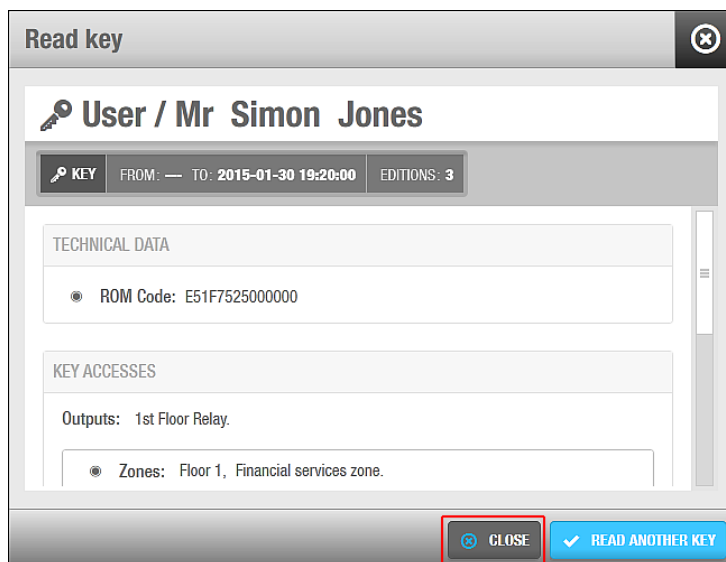 Read key
User / Mr Simon Jones
KEY FROM: — TO: 2015-01-30 19:20:00 EDITIONS: 3
TECHNICAL DATA
ROM Code: E51F7525000000
KEY ACCESSES
Outputs: 1st Floor Relay.
Zones: Floor 1, Financial services zone.
CLOSE READ ANOTHER KEY